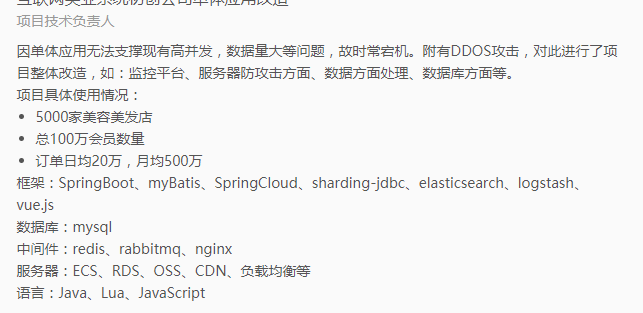 项目技术负责人
因单体应用无法支撑现有高并发，数据量大等问题，故时常宕机。附有DDOS攻击，对此进行了项
目整体改造，如：监控平台、服务器防攻击方面、数据方面处理、数据库方面等。
项目具体使用情况：
• 5000家美容美发店
• 总100万会员数量
• 订单日均20万，月均500万
框架：SpringBoot、myBatis、SpringCloud、sharding-jdbc、elasticsearch、logstash、
vue.js
数据库：mysql
中间件：redis、rabbitmq、nginx
服务器：ECS、RDS、OSS、CDN、负载均衡等
语言：Java、Lua、JavaScript